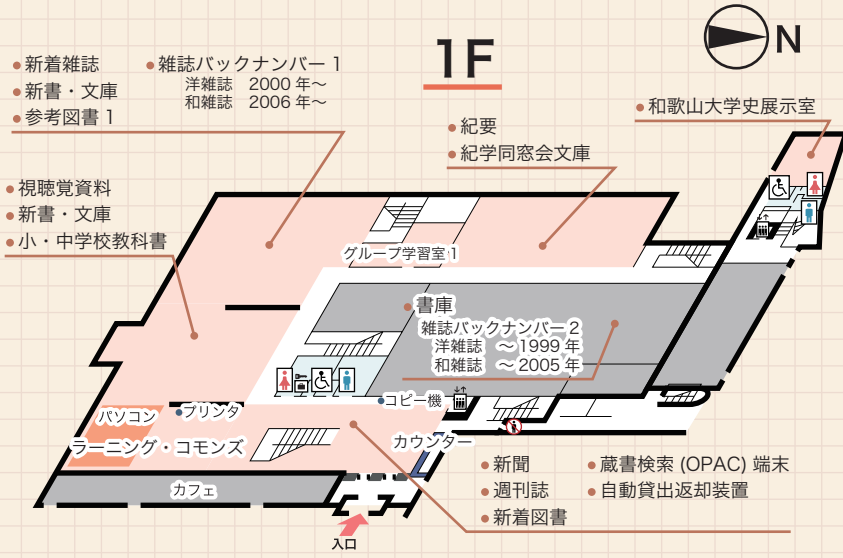 1F
N
• 新着雑誌
• 新書・文庫
• 参考図書 1
• 雑誌バックナンバー 1
洋雑誌　2000 年～
和雑誌　2006 年～
• 紀要
• 紀学同窓会文庫
• 和歌山大学史展示室
• 視聴覚資料
• 新書・文庫
• 小・中学校教科書
グループ学習室 1
• 書庫
雑誌バックナンバー 2
洋雑誌　～ 1999 年
和雑誌　～ 2005 年
• コピー機
パソコン
• プリンタ
ラーニング・コモンズ
カウンター
カフェ
入口
• 新聞
• 週刊誌
• 新着図書
• 蔵書検索 (OPAC) 端末
• 自動貸出返却装置